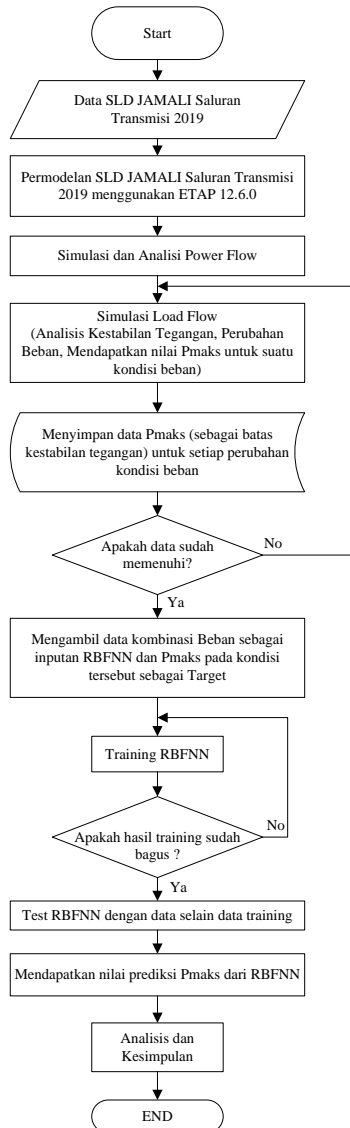 Start
Data SLD JAMALI Saluran
Transmisi 2019
Permodelan SLD JAMALI Saluran Transmisi
2019 menggunakan ETAP 12.6.0
Simulasi dan Analisi Power Flow
Simulasi Load Flow
(Analisis Kestabilan Tegangan, Perubahan
Beban, Mendapatkan nilai Pmaks untuk suatu
kondisi beban)
Menyimpan data Pmaks (sebagai batas
kestabilan tegangan) untuk setiap perubahan
kondisi beban
Apakah data sudah
memenuhi?
No
Ya
Mengambil data kombinasi Beban sebagai
inputan RBFNN dan Pmaks pada kondisi
tersebut sebagai Target
Training RBFNN
Apakah hasil training sudah
bagus ?
No
Ya
Test RBFNN dengan data selain data training
Mendapatkan nilai prediksi Pmaks dari RBFNN
Analisis dan
Kesimpulan
END